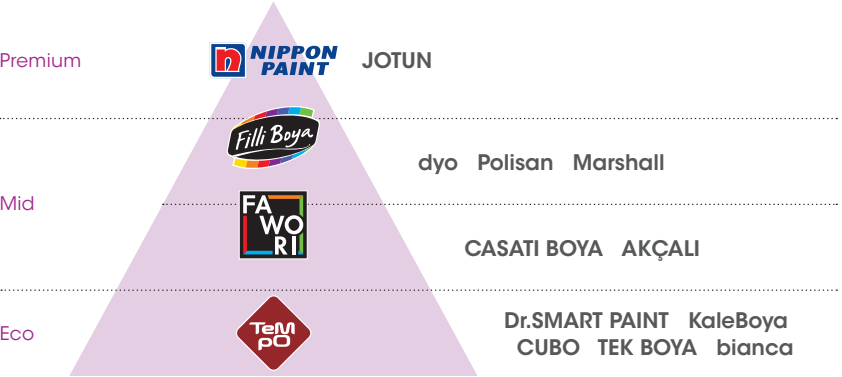 Premium
NIPPON PAINT JOTUN
Filli Boya
dyo Polisan Marshall
Mid
FA
WO
RI
CASATI BOYA AKÇALI
Eco
TeM
PO
Dr.SMART PAINT KaleBoya
CUBO TEK BOYA bianca